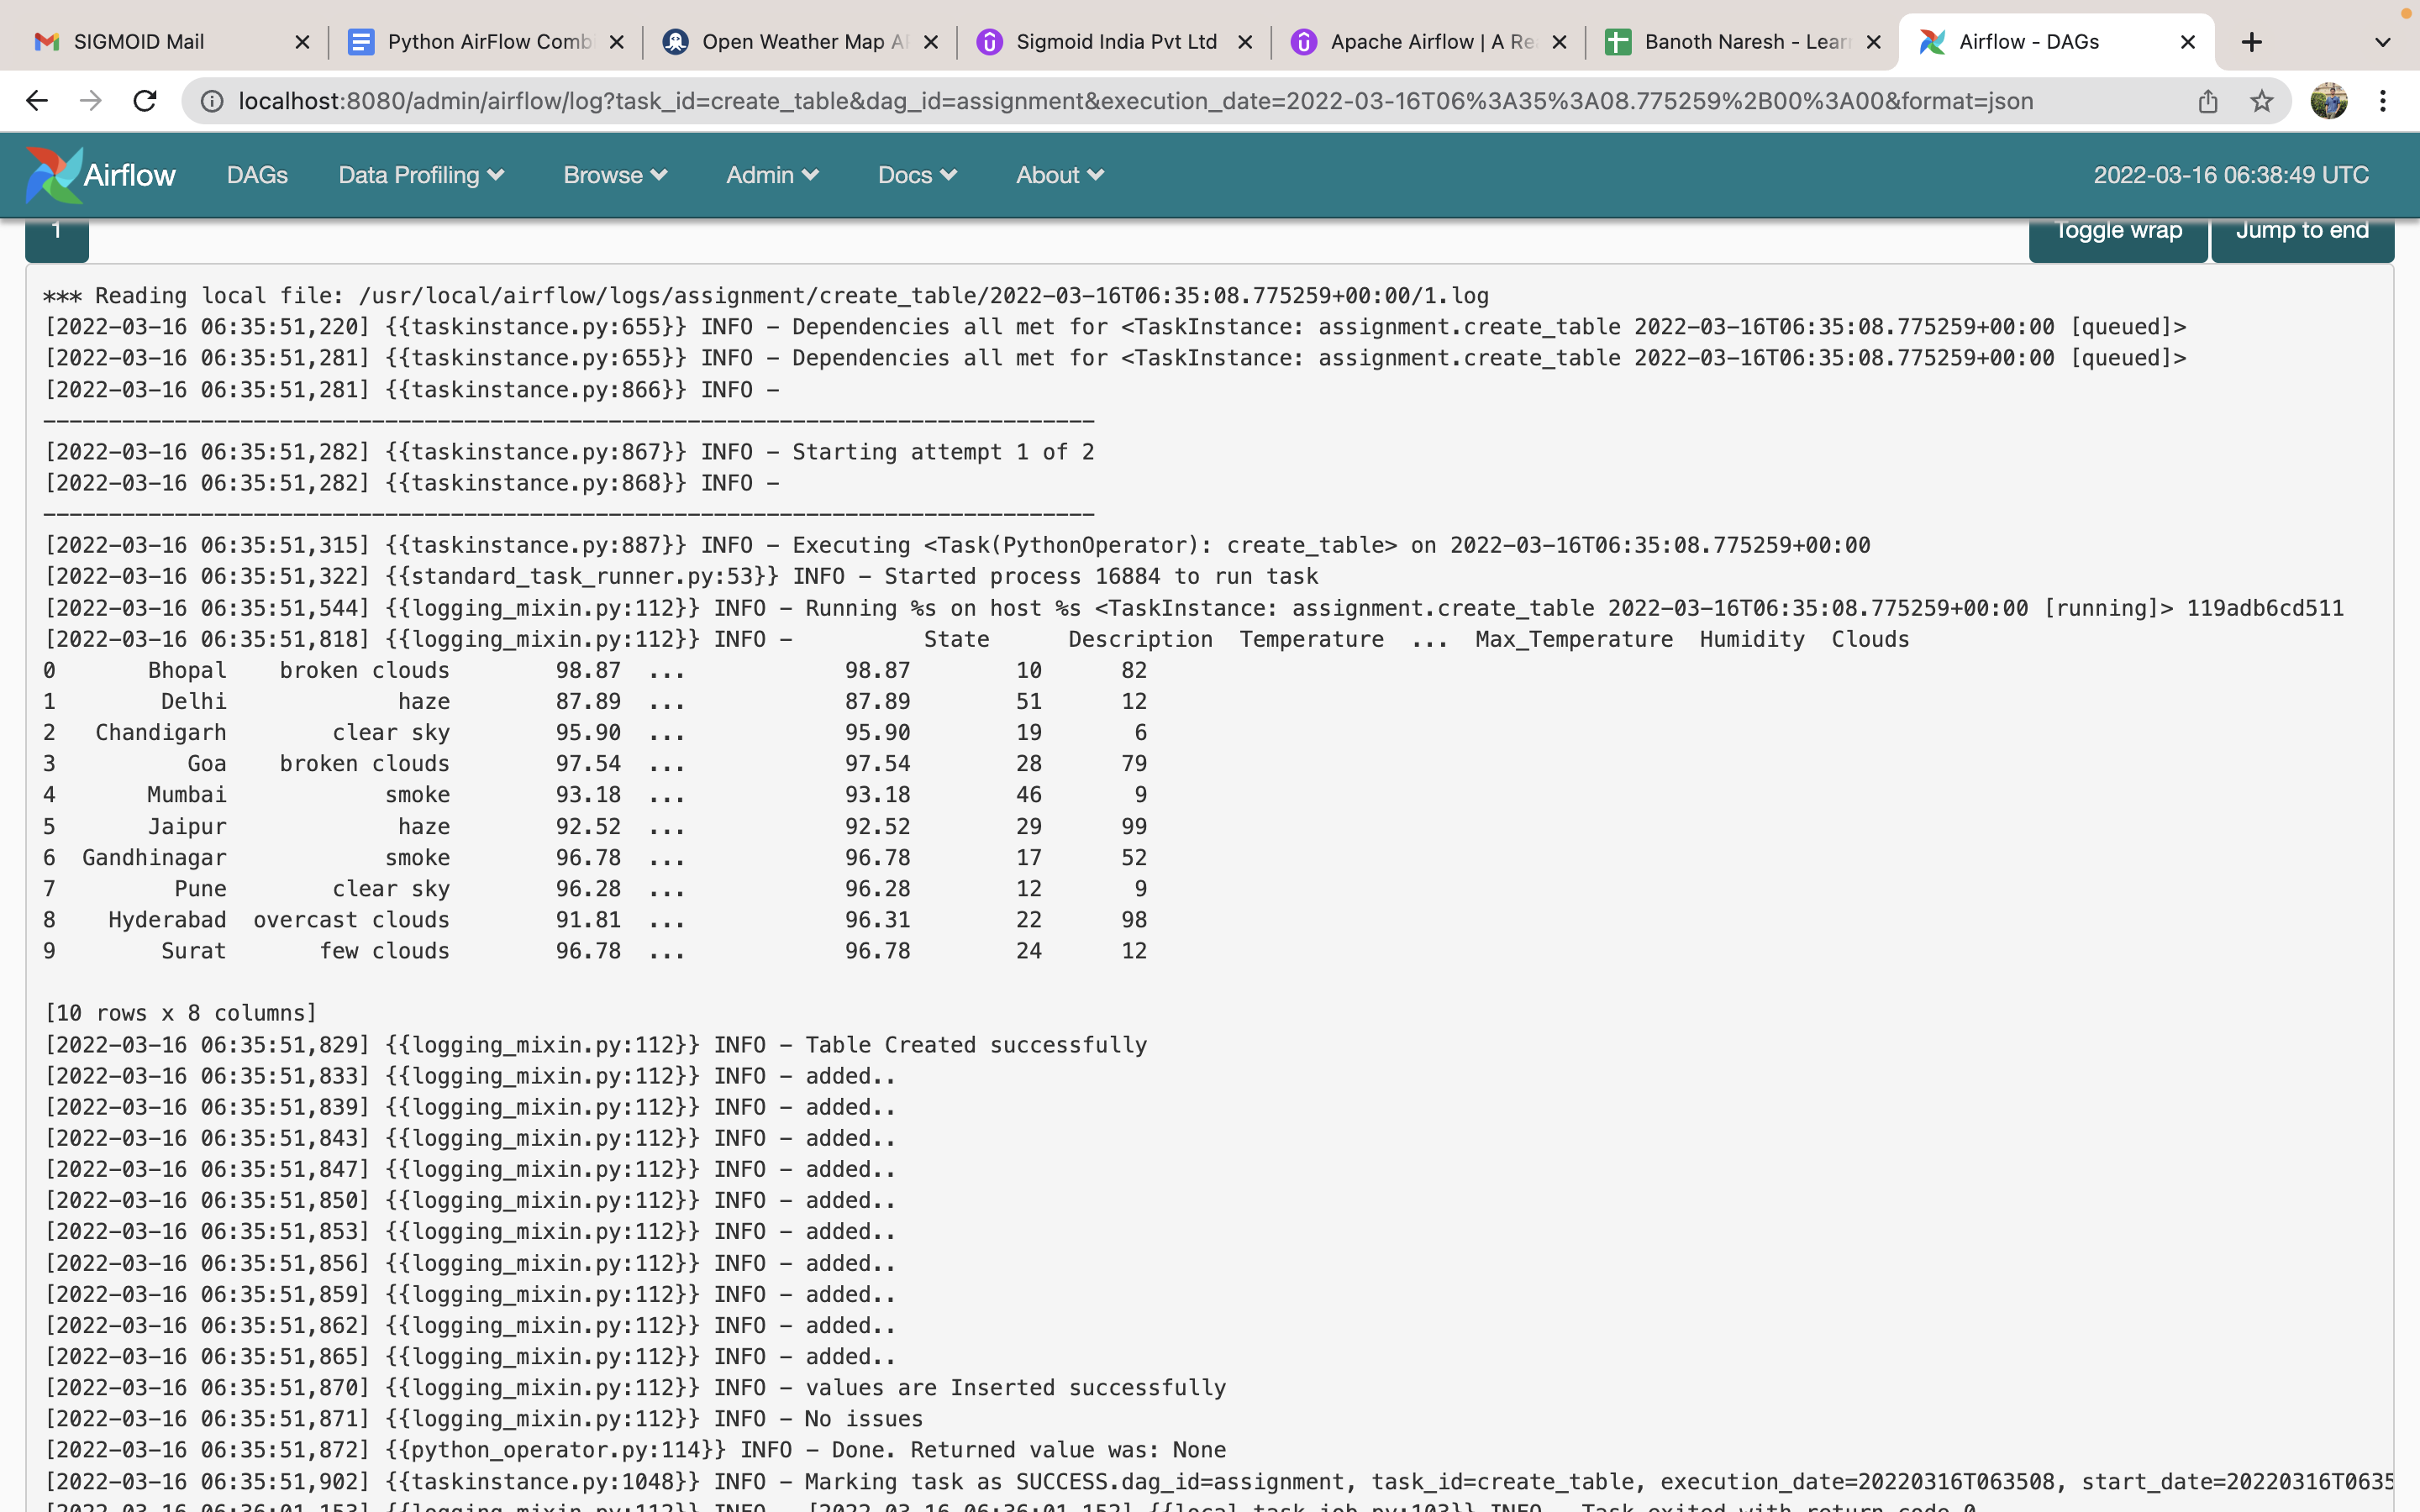 SIGMOID Mail
Python AirFlow Comb
Open Weather Map A
Sigmoid India Pvt Ltd
Apache Airflow | A Re
Banoth Naresh - Lear
Airflow - DAGs
localhost:8080/admin/airflow/log?task_id=create_table&dag_id=assignment&execution_date=2022-03-16T06%3A35%3A08.775259%2B00%3A00&format=json
Airflow DAGs Data Profiling Browse Admin Docs About 2022-03-16 06:38:49 UTC
1 Toggle wrap Jump to end
*** Reading local file: /usr/local/airflow/logs/assignment/create_table/2022-03-16T06:35:08.775259+00:00/1.log
[2022-03-16 06:35:51,220] {{taskinstance.py:655}} INFO - Dependencies all met for <TaskInstance: assignment.create_table 2022-03-16T06:35:08.775259+00:00 [queued]>
[2022-03-16 06:35:51,281] {{taskinstance.py:655}} INFO - Dependencies all met for <TaskInstance: assignment.create_table 2022-03-16T06:35:08.775259+00:00 [queued]>
[2022-03-16 06:35:51,281] {{taskinstance.py:866}} INFO -
--------------------------------------------------------------------------------
[2022-03-16 06:35:51,282] {{taskinstance.py:867}} INFO - Starting attempt 1 of 2
[2022-03-16 06:35:51,282] {{taskinstance.py:868}} INFO -
--------------------------------------------------------------------------------
[2022-03-16 06:35:51,315] {{taskinstance.py:887}} INFO - Executing <Task(PythonOperator): create_table> on 2022-03-16T06:35:08.775259+00:00
[2022-03-16 06:35:51,322] {{standard_task_runner.py:53}} INFO - Started process 16884 to run task
[2022-03-16 06:35:51,544] {{logging_mixin.py:112}} INFO - Running %s on host %s <TaskInstance: assignment.create_table 2022-03-16T06:35:08.775259+00:00 [running]> 119adb6cd511
[2022-03-16 06:35:51,818] {{logging_mixin.py:112}} INFO -          State      Description  Temperature  ...  Max_Temperature  Humidity  Clouds
0       Bhopal    broken clouds        98.87  ...            98.87        10      82
1        Delhi             haze        87.89  ...            87.89        51      12
2   Chandigarh        clear sky        95.90  ...            95.90        19       6
3          Goa    broken clouds        97.54  ...            97.54        28      79
4       Mumbai            smoke        93.18  ...            93.18        46       9
5       Jaipur             haze        92.52  ...            92.52        29      99
6  Gandhinagar            smoke        96.78  ...            96.78        17      52
7         Pune        clear sky        96.28  ...            96.28        12       9
8    Hyderabad  overcast clouds        91.81  ...            96.31        22      98
9        Surat       few clouds        96.78  ...            96.78        24      12
[10 rows x 8 columns]
[2022-03-16 06:35:51,829] {{logging_mixin.py:112}} INFO - Table Created successfully
[2022-03-16 06:35:51,833] {{logging_mixin.py:112}} INFO - added..
[2022-03-16 06:35:51,839] {{logging_mixin.py:112}} INFO - added..
[2022-03-16 06:35:51,843] {{logging_mixin.py:112}} INFO - added..
[2022-03-16 06:35:51,847] {{logging_mixin.py:112}} INFO - added..
[2022-03-16 06:35:51,850] {{logging_mixin.py:112}} INFO - added..
[2022-03-16 06:35:51,853] {{logging_mixin.py:112}} INFO - added..
[2022-03-16 06:35:51,856] {{logging_mixin.py:112}} INFO - added..
[2022-03-16 06:35:51,859] {{logging_mixin.py:112}} INFO - added..
[2022-03-16 06:35:51,862] {{logging_mixin.py:112}} INFO - added..
[2022-03-16 06:35:51,865] {{logging_mixin.py:112}} INFO - added..
[2022-03-16 06:35:51,870] {{logging_mixin.py:112}} INFO - values are Inserted successfully
[2022-03-16 06:35:51,871] {{logging_mixin.py:112}} INFO - No issues
[2022-03-16 06:35:51,872] {{python_operator.py:114}} INFO - Done. Returned value was: None
[2022-03-16 06:35:51,902] {{taskinstance.py:1048}} INFO - Marking task as SUCCESS.dag_id=assignment, task_id=create_table, execution_date=20220316T063508, start_date=20220316T0635
[2022-03-16 06:36:01,153] {{logging_mixin.py:112}} INFO - [2022-03-16 06:36:01,152] {{local_task_job.py:103}} INFO - Task exited with return code 0